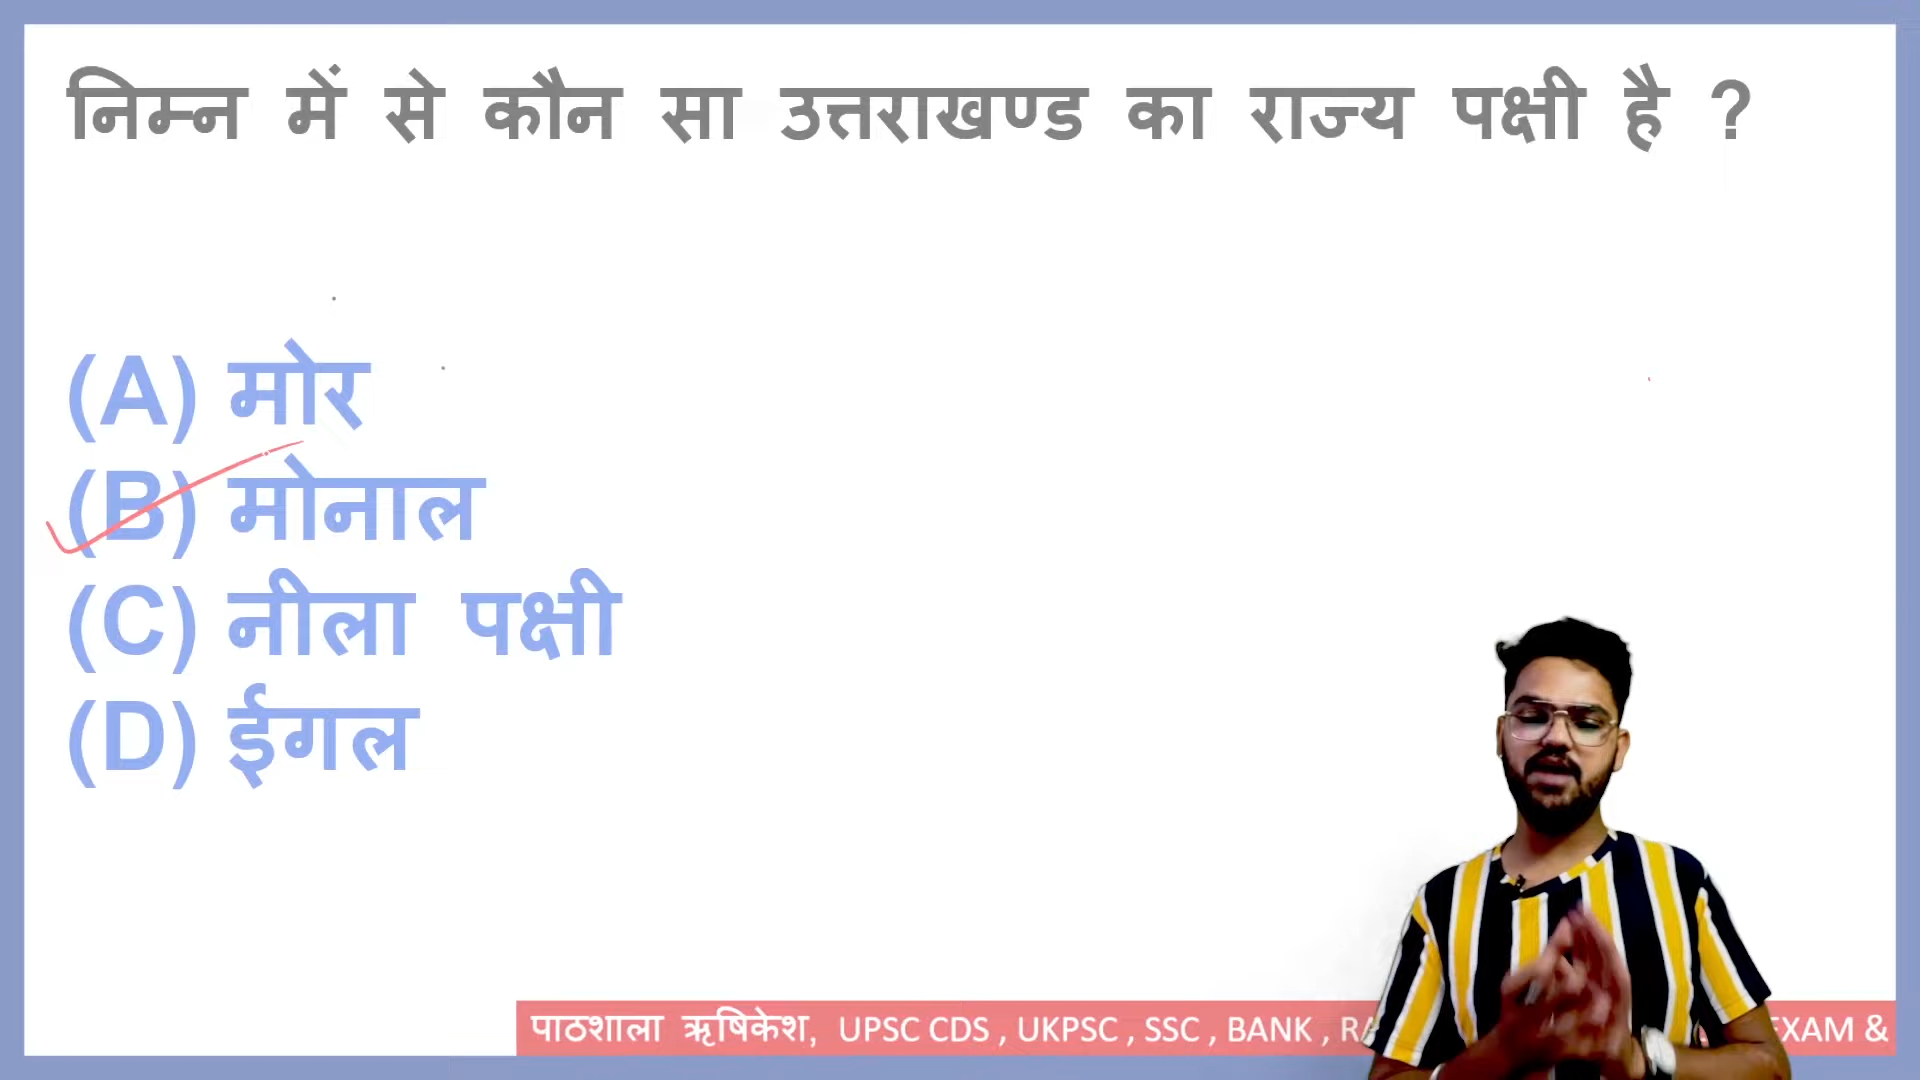 निम्न में से कौन सा उत्तराखण्ड का राज्य पक्षी है ?
(A) मोर
(B) मोनाल
(C) नीला पक्षी
(D) ईगल
पाठशाला ऋषिकेश, UPSC CDS , UKPSC , SSC , BANK , EXAM &